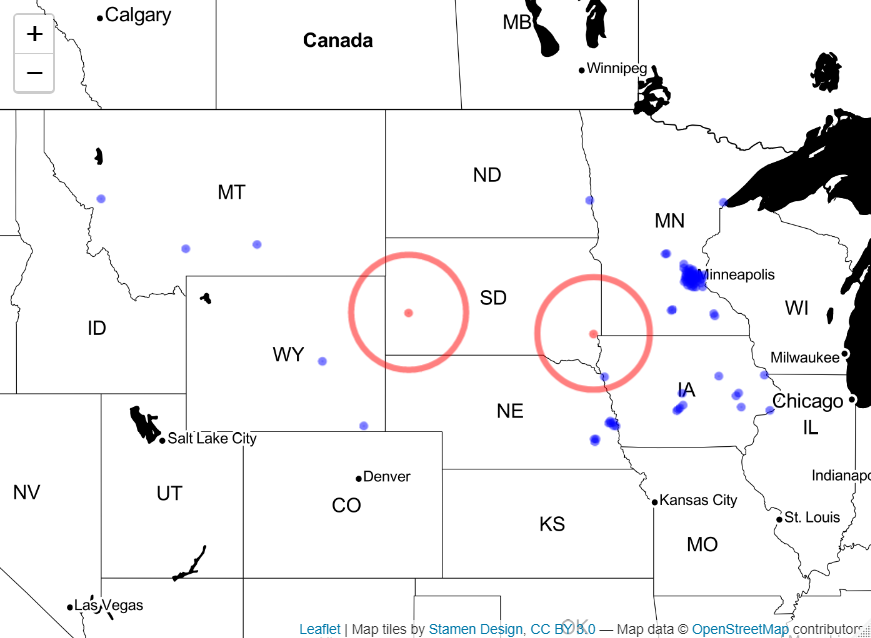 +
−
Calgary
Canada
MB
Winnipeg
ND
MT
MN
Minneapolis
SD
WI
ID
WY
Milwaukee
IA
NE
Chicago
IL
Salt Lake City
Denver
Indianapo
NV
UT
CO
Kansas City
KS
St. Louis
MO
Las Vegas
OK
Leaflet | Map tiles by Stamen Design, CC BY 3.0 — Map data © OpenStreetMap contributors